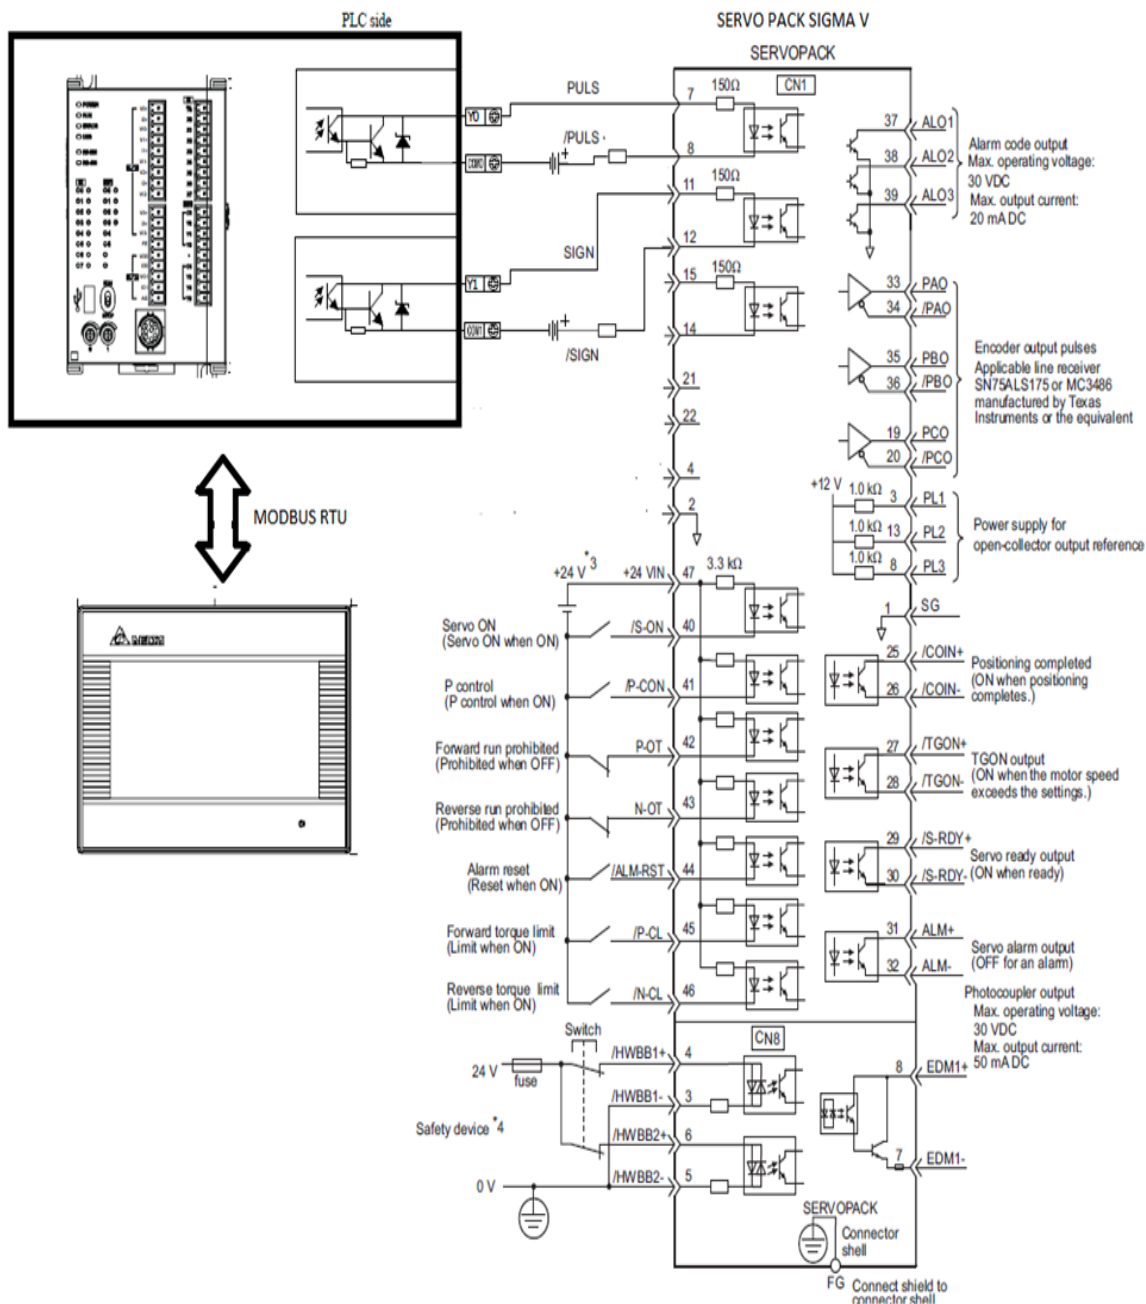 PLC side
SERVO PACK SIGMA V
SERVOPACK
CN1
Y0
COM0
Y1
COM1
PULS
/PULS
SIGN
/SIGN
7
8
11
12
15
14
21
22
4
2
150Ω
150Ω
150Ω
37
ALO1
38
ALO2
39
ALO3
Alarm code output
Max. operating voltage:
30 VDC
Max. output current:
20 mA DC
33
PAO
34
/PAO
35
PBO
36
/PBO
19
PCO
20
/PCO
Encoder output pulses
Applicable line receiver
SN75ALS175 or MC3486
manufactured by Texas
Instruments or the equivalent
+12 V
1.0 kΩ
3
PL1
1.0 kΩ
13
PL2
1.0 kΩ
8
PL3
Power supply for
open-collector output reference
1
SG
MODBUS RTU
+24 V *3
+24 VIN
47
3.3 kΩ
Servo ON
(Servo ON when ON)
/S-ON
40
P control
(P control when ON)
/P-CON
41
Forward run prohibited
(Prohibited when OFF)
P-OT
42
Reverse run prohibited
(Prohibited when OFF)
N-OT
43
Alarm reset
(Reset when ON)
/ALM-RST
44
Forward torque limit
(Limit when ON)
/P-CL
45
Reverse torque limit
(Limit when ON)
/N-CL
46
25
/COIN+
26
/COIN-
Positioning completed
(ON when positioning
completes.)
27
/TGON+
28
/TGON-
TGON output
(ON when the motor speed
exceeds the settings.)
29
/S-RDY+
30
/S-RDY-
Servo ready output
(ON when ready)
31
ALM+
32
ALM-
Servo alarm output
(OFF for an alarm)
Photocoupler output
Max. operating voltage:
30 VDC
Max. output current:
50 mA DC
CN8
Switch
24 V
fuse
/HWBB1+
4
/HWBB1-
3
Safety device *4
/HWBB2+
6
/HWBB2-
5
0 V
8
EDM1+
7
EDM1-
SERVOPACK
Connector
shell
FG
Connect shield to
connector shell